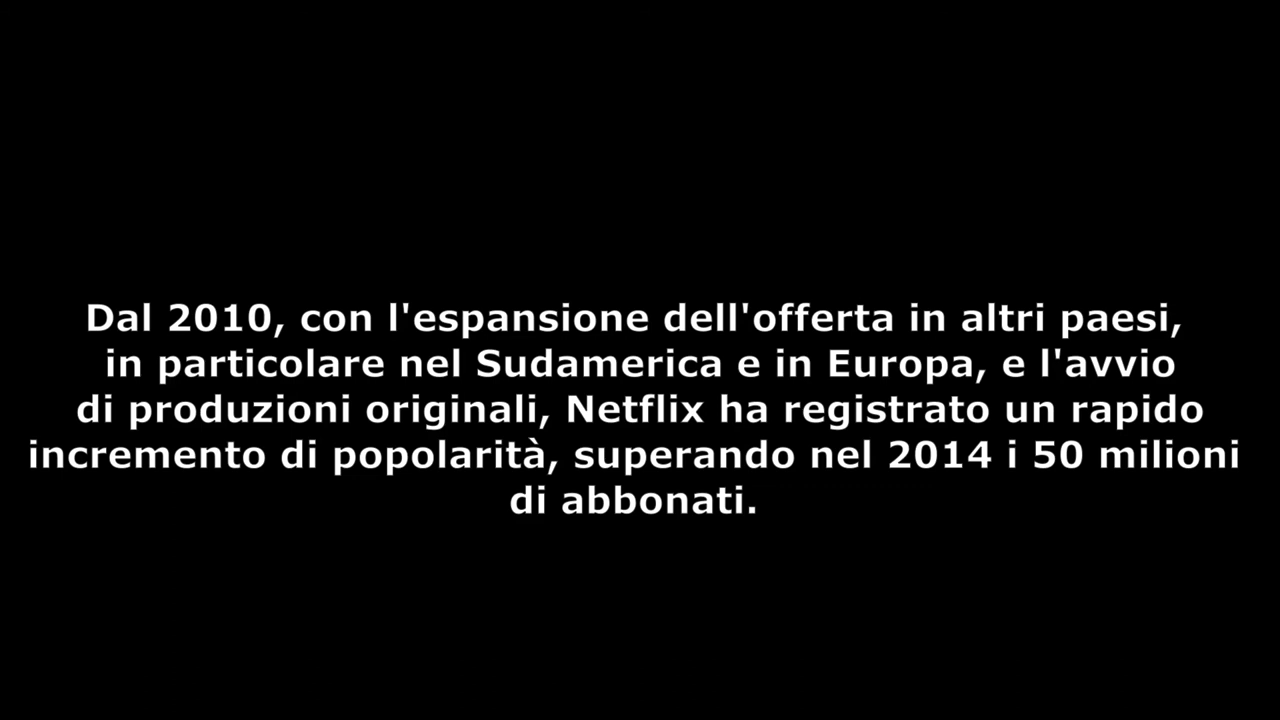 Dal 2010, con l'espansione dell'offerta in altri paesi,
in particolare nel Sudamerica e in Europa, e l'avvio
di produzioni originali, Netflix ha registrato un rapido
incremento di popolarità, superando nel 2014 i 50 milioni
di abbonati.